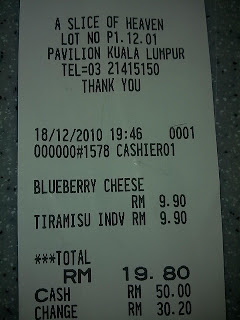 A SLICE OF HEAVEN
LOT NO P1.12.01
PAVILION KUALA LUMPUR
TEL=03 21415150
THANK YOU
18/12/2010 19:46 0001
000000#1578 CASHIER01
BLUEBERRY CHEESE
RM 9.90
TIRAMISU INDV RM 9.90
***TOTAL
RM 19.80
CASH RM 50.00
CHANGE RM 30.20